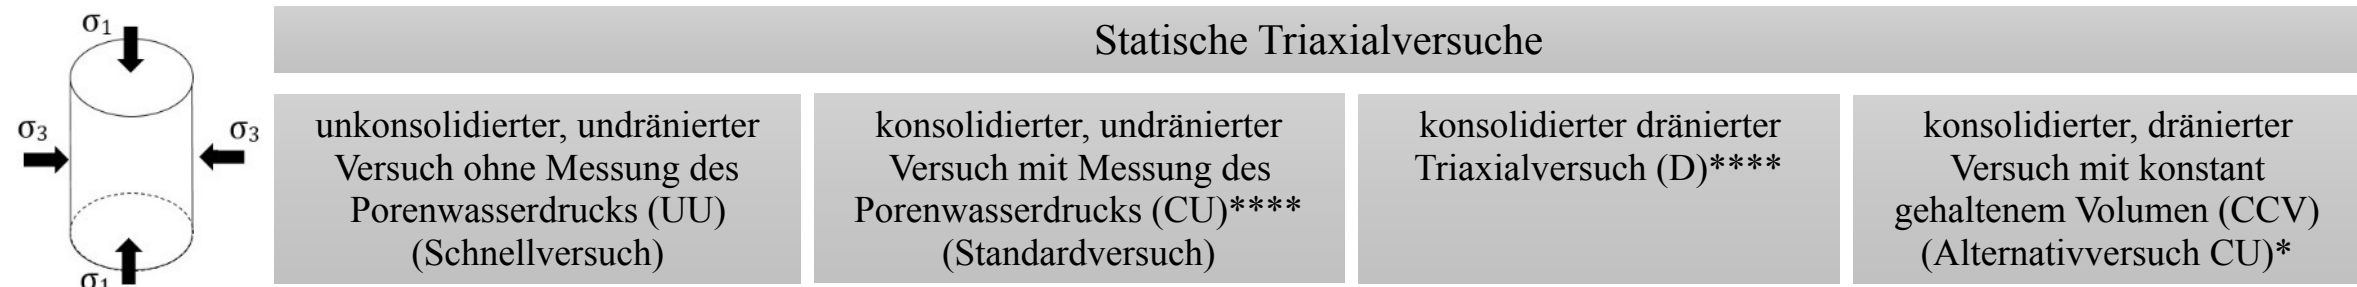 σ1
σ3
σ3
σ1
Statische Triaxialversuche
unkonsolidierter, undränierter
Versuch ohne Messung des
Porenwasserdrucks (UU)
(Schnellversuch)
konsolidierter, undränierter
Versuch mit Messung des
Porenwasserdrucks (CU)****
(Standardversuch)
konsolidierter dränierter
Triaxialversuch (D)****
konsolidierter, dränierter
Versuch mit konstant
gehaltenem Volumen (CCV)
(Alternativversuch CU)*